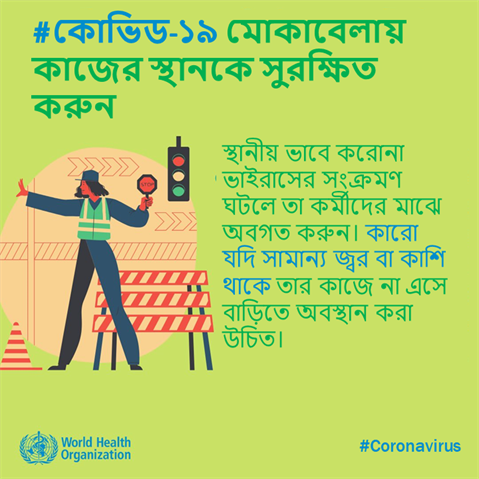 #কোভিড-১৯ মোকাবেলায়
কাজের স্থানকে সুরক্ষিত
করুন
স্থানীয় ভাবে করোনা
ভাইরাসের সংক্রমণ
ঘটলে তা কর্মীদের মাঝে
অবগত করুন। কারো
যদি সামান্য জ্বর বা কাশি
থাকে তার কাজে না এসে
বাড়িতে অবস্থান করা
উচিত।
STOP
World Health
Organization
#Coronavirus